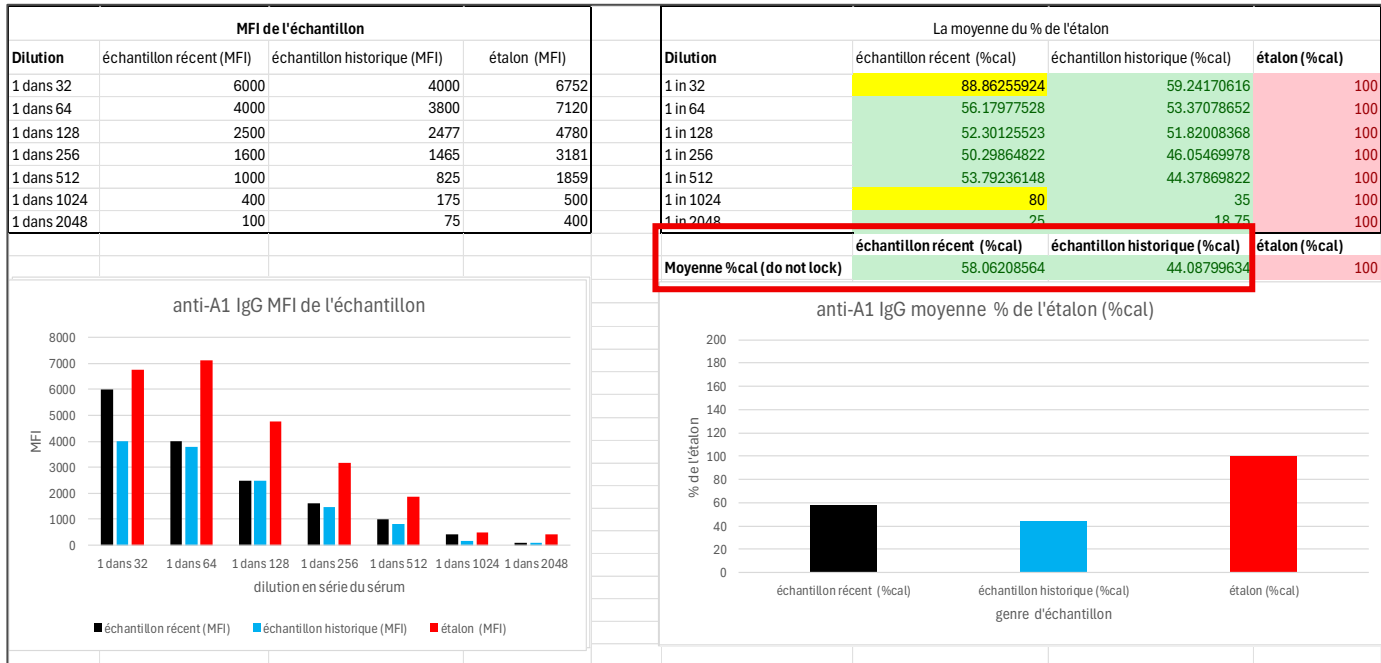 MFI de l'échantillon
Dilution échantillon récent (MFI) échantillon historique (MFI) étalon (MFI)
1 dans 32 6000 4000 6752
1 dans 64 4000 3800 7120
1 dans 128 2500 2477 4780
1 dans 256 1600 1465 3181
1 dans 512 1000 825 1859
1 dans 1024 400 175 500
1 dans 2048 100 75 400
La moyenne du % de l'étalon
Dilution échantillon récent (%cal) échantillon historique (%cal) étalon (%cal)
1 in 32 88.86255924 59.24170616 100
1 in 64 56.17977528 53.37078652 100
1 in 128 52.30125523 51.82008368 100
1 in 256 50.29864822 46.05469978 100
1 in 512 53.79236148 44.37869822 100
1 in 1024 80 35 100
1 in 2048 25 18.75 100
échantillon récent (%cal) échantillon historique (%cal) étalon (%cal)
Moyenne %cal (do not lock) 58.06208564 44.08799634 100
anti-A1 IgG MFI de l'échantillon
8000
7000
6000
5000
4000
3000
2000
1000
0
MFI
1 dans 32 1 dans 64 1 dans 128 1 dans 256 1 dans 512 1 dans 1024 1 dans 2048
dilution en série du sérum
échantillon récent (MFI) échantillon historique (MFI) étalon (MFI)
anti-A1 IgG moyenne % de l'étalon (%cal)
200
180
160
140
120
100
80
60
40
20
0
% de l'étalon
échantillon récent (%cal) échantillon historique (%cal) étalon (%cal)
genre d'échantillon